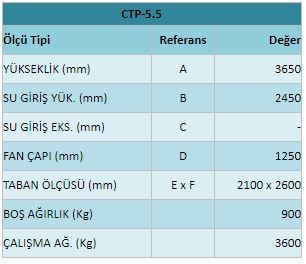 CTP-5.5
Ölçü Tipi Referans Değer
YÜKSEKLİK (mm) A 3650
SU GİRİŞ YÜK. (mm) B 2450
SU GİRİŞ EKS. (mm) C -
FAN ÇAPI (mm) D 1250
TABAN ÖLÇÜSÜ (mm) E x F 2100 x 2600
BOŞ AĞIRLIK (Kg) 900
ÇALIŞMA AĞ. (Kg) 3600